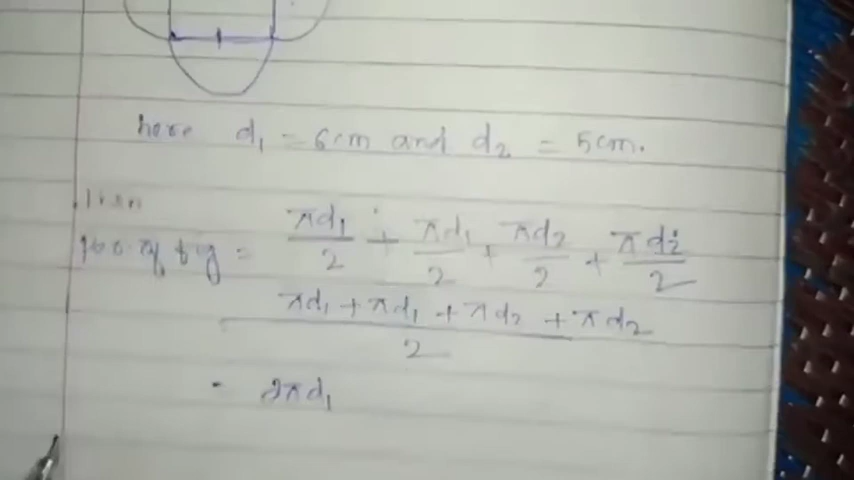 here d₁ = 6cm and d₂ = 5cm.
= πd₁/2 + πd₁/2 + πd₂/2 + πd₂/2
πd₁ + πd₁ + πd₂ + πd₂ / 2
= 2πd₁